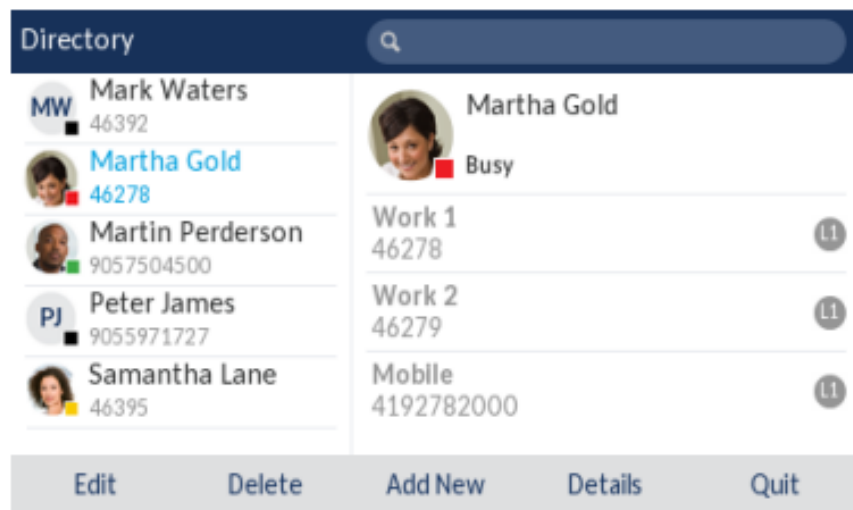 Directory
MW
Mark Waters
46392
Martha Gold
46278
Martin Perderson
9057504500
PJ
Peter James
9055971727
Samantha Lane
46395
Martha Gold
Busy
Work 1
46278
L1
Work 2
46279
L1
Mobile
4192782000
L1
Edit Delete Add New Details Quit